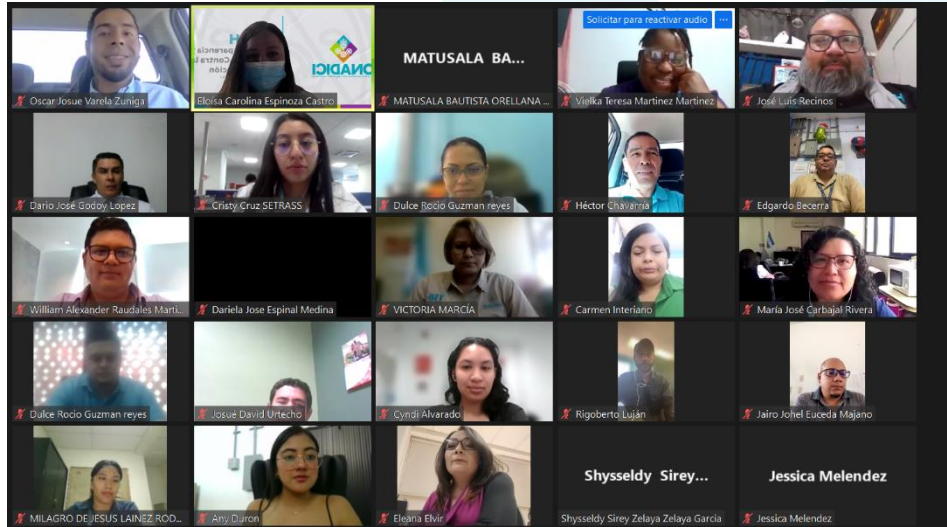 Solicitar para reactivar audio ...
MATUSALA BA...
Oscar Josue Varela Zuniga
Eloisa Carolina Espinoza Castro
MATUSALA BAUTISTA ORELLANA ...
Vielka Teresa Martinez Martinez
José Luis Recinos
Dario José Godoy Lopez
Cristy Cruz SETRASS
Dulce Rocio Guzman reyes
Héctor Chavarría
Edgardo Becerra
William Alexander Raudales Marti...
Dariela Jose Espinal Medina
VICTORIA MARCÍA
Carmen Interiano
María José Carbajal Rivera
Dulce Rocio Guzman reyes
Josué David Urtecho
Cyndi Alvarado
Rigoberto Luján
Jairo Johel Euceda Majano
Shysseldy Sirey...
Jessica Melendez
MILAGRO DE JESUS LAINEZ ROD...
Any Duron
Eleana Elvir
Shysseldy Sirey Zelaya Zelaya Garcia
Jessica Melendez